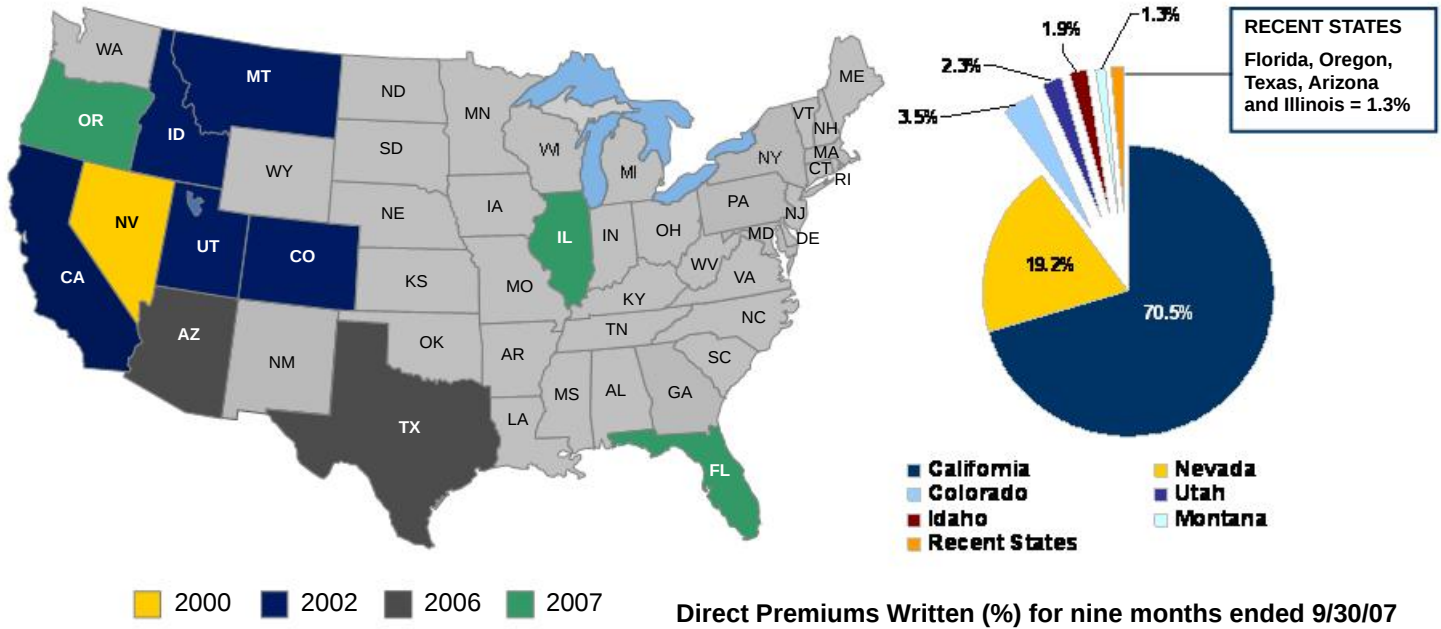 WA
MT
ND
MN
ME
OR
ID
SD
WI
MI
VT
NH
NY
MA
CT
RI
WY
IA
PA
NJ
NE
NV
UT
CO
IL
IN
OH
MD
DE
WV
VA
CA
KS
MO
KY
NC
AZ
NM
OK
AR
TN
SC
MS
AL
GA
LA
TX
FL
2000
2002
2006
2007
1.3%
1.9%
2.3%
3.5%
RECENT STATES
Florida, Oregon,
Texas, Arizona
and Illinois = 1.3%
19.2%
70.5%
California
Nevada
Colorado
Utah
Idaho
Montana
Recent States
Direct Premiums Written (%) for nine months ended 9/30/07